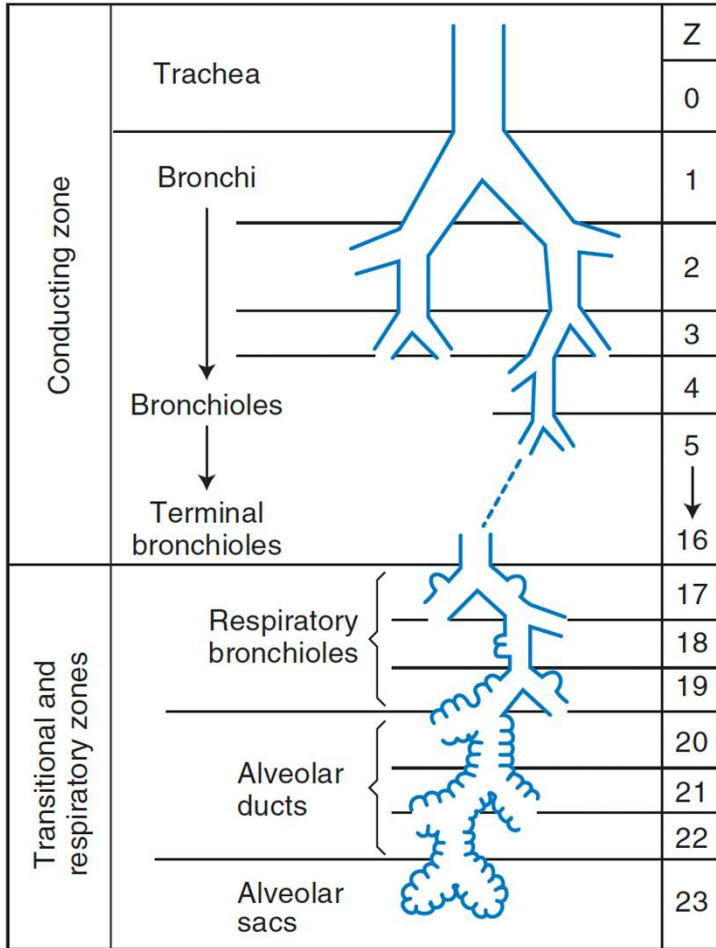 Z
Trachea
0
Conducting zone
Bronchi
1
2
3
Bronchioles
4
5
Terminal
bronchioles
16
Transitional and
respiratory zones
Respiratory
bronchioles
17
18
19
Alveolar
ducts
20
21
22
Alveolar
sacs
23